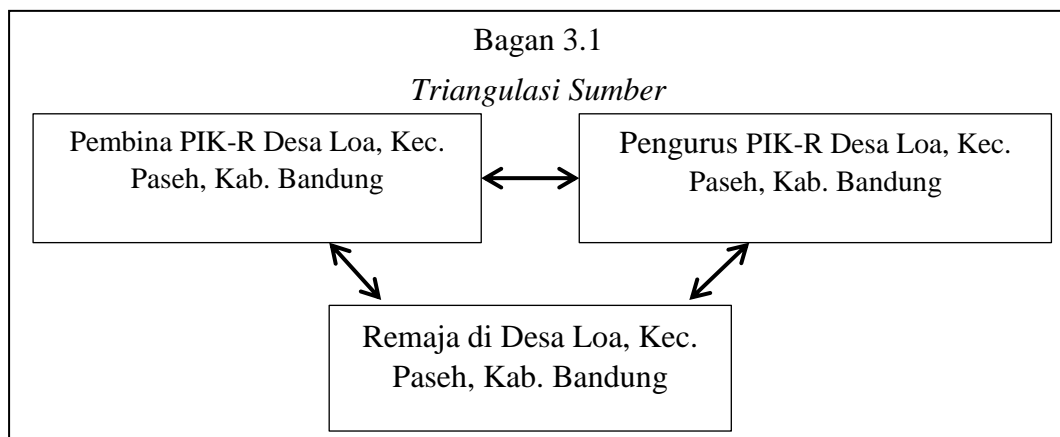 Bagan 3.1
Triangulasi Sumber
Pembina PIK-R Desa Loa, Kec.
Paseh, Kab. Bandung
Pengurus PIK-R Desa Loa, Kec.
Paseh, Kab. Bandung
Remaja di Desa Loa, Kec.
Paseh, Kab. Bandung